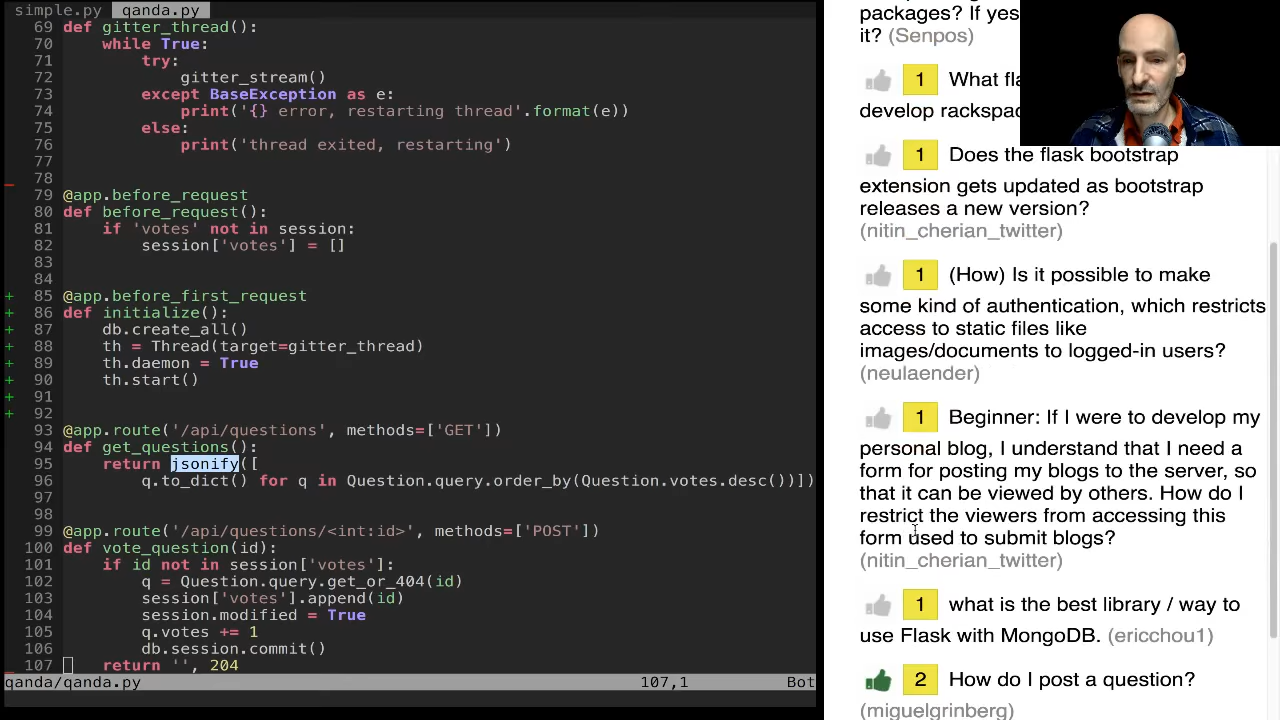 simple.py qanda.py
69 def gitter_thread():
70 while True:
71 try:
72 gitter_stream()
73 except BaseException as e:
74 print('{} error, restarting thread'.format(e))
75 else:
76 print('thread exited, restarting')
77
78
79 @app.before_request
80 def before_request():
81 if 'votes' not in session:
82 session['votes'] = []
83
84
+ 85 @app.before_first_request
+ 86 def initialize():
+ 87 db.create_all()
+ 88 th = Thread(target=gitter_thread)
+ 89 th.daemon = True
+ 90 th.start()
+ 91
+ 92
93 @app.route('/api/questions', methods=['GET'])
94 def get_questions():
95 return jsonify([
96 q.to_dict() for q in Question.query.order_by(Question.votes.desc())])
97
98
99 @app.route('/api/questions/<int:id>', methods=['POST'])
100 def vote_question(id):
101 if id not in session['votes']:
102 q = Question.query.get_or_404(id)
103 session['votes'].append(id)
104 session.modified = True
105 q.votes += 1
106 db.session.commit()
107 return '', 204
qanda/qanda.py 107,1 Bot
packages? If yes
it? (Senpos)
1 What fla
develop rackspac
1 Does the flask bootstrap
extension gets updated as bootstrap
releases a new version?
(nitin_cherian_twitter)
1 (How) Is it possible to make
some kind of authentication, which restricts
access to static files like
images/documents to logged-in users?
(neulaender)
1 Beginner: If I were to develop my
personal blog, I understand that I need a
form for posting my blogs to the server, so
that it can be viewed by others. How do I
restrict the viewers from accessing this
form used to submit blogs?
(nitin_cherian_twitter)
1 what is the best library / way to
use Flask with MongoDB. (ericchou1)
2 How do I post a question?
(miguelgrinberg)